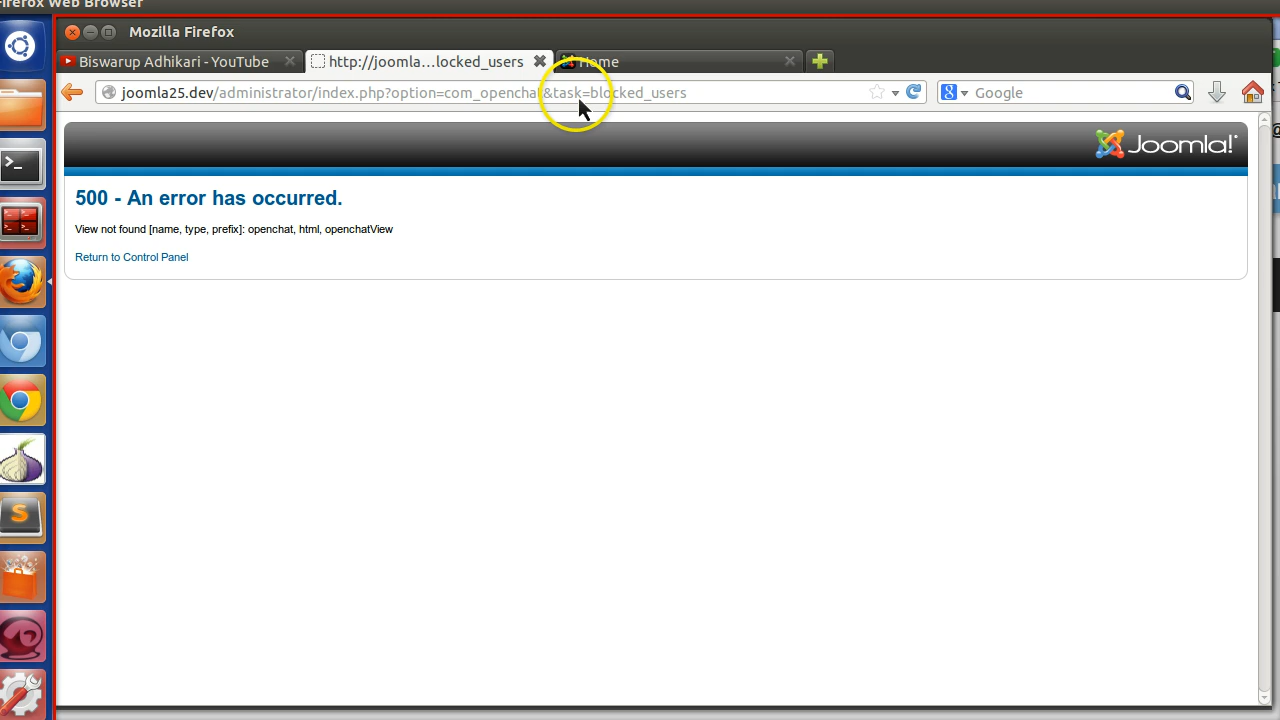 Firefox Web Browser
Mozilla Firefox
Biswarup Adhikari - YouTube
http://joomla...locked_users
Home
joomla25.dev/administrator/index.php?option=com_openchat&task=blocked_users
Google
Joomla!
500 - An error has occurred.
View not found [name, type, prefix]: openchat, html, openchatView
Return to Control Panel